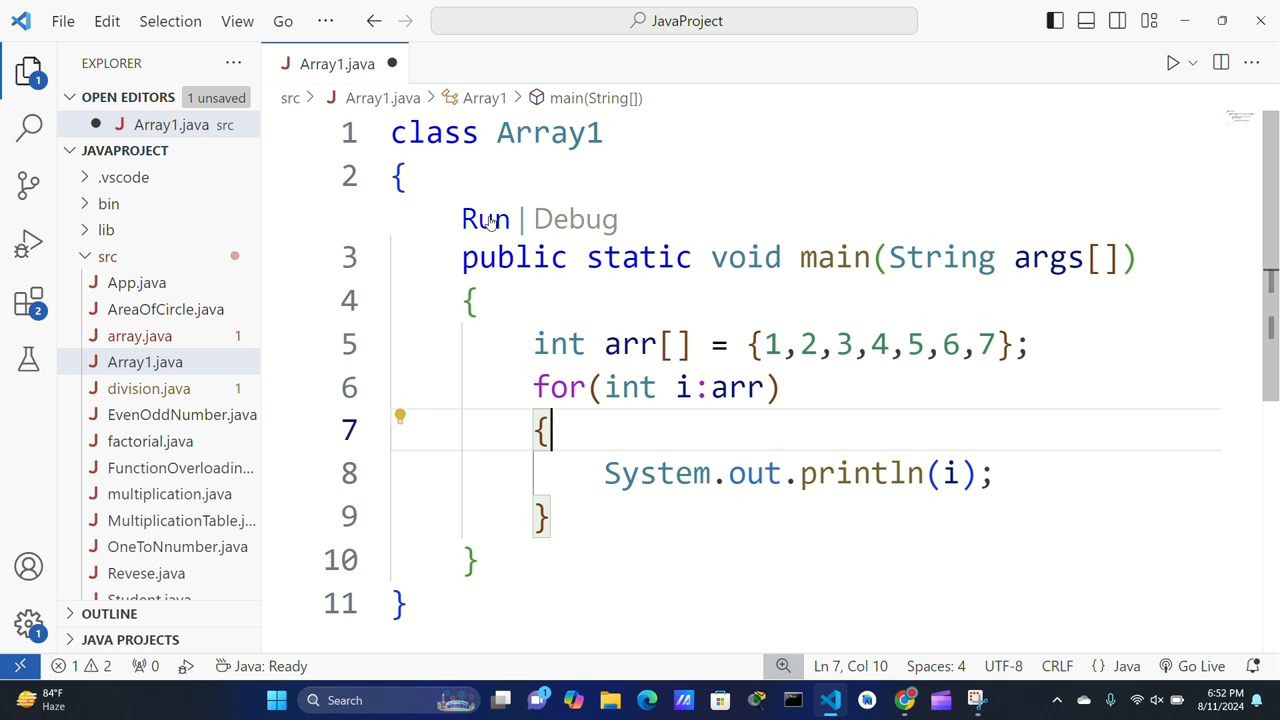 File Edit Selection View Go ··· JavaProject
EXPLORER ···
OPEN EDITORS 1 unsaved
Array1.java src
JAVAPROJECT
.vscode
bin
lib
src
App.java
AreaOfCircle.java
array.java 1
Array1.java
division.java 1
EvenOddNumber.java
factorial.java
FunctionOverloadin...
multiplication.java
MultiplicationTable.j...
OneToNnumber.java
Revese.java
Student.java
OUTLINE
JAVA PROJECTS
1
2
1
Array1.java
src > Array1.java > Array1 > main(String[])
1 class Array1
2 {
Run | Debug
3 public static void main(String args[])
4 {
5 int arr[] = {1,2,3,4,5,6,7};
6 for(int i:arr)
7 {
8 System.out.println(i);
9 }
10 }
11 }
1 2 0 Java: Ready Ln 7, Col 10 Spaces: 4 UTF-8 CRLF {} Java Go Live
84°F
Haze
Search
1
6:52 PM
8/11/2024